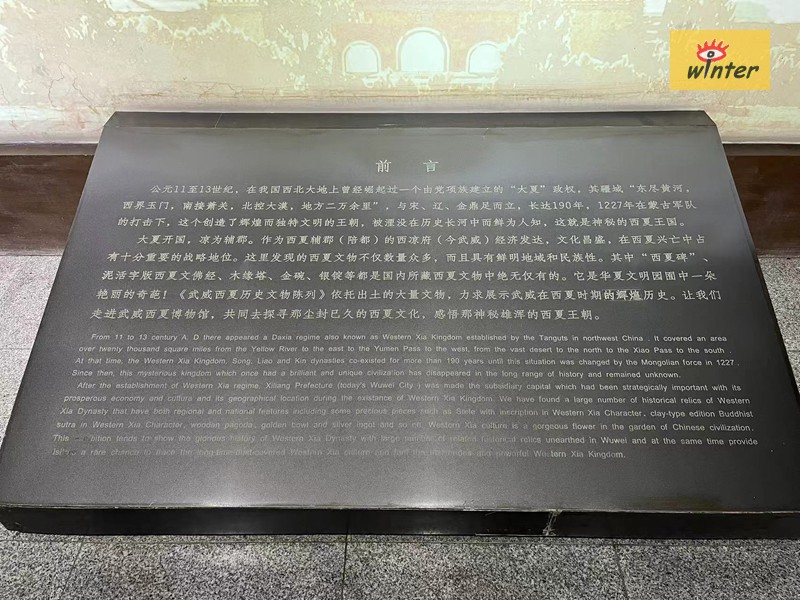 winter
前 言
公元11至13世纪，在我国西北大地上曾经崛起过一个由党项族建立的“大夏”政权，其疆域“东尽黄河，
西界玉门，南接萧关，北控大漠，地方二万余里”，与宋、辽、金鼎足而立，长达190年，1227年在蒙古军队
的打击下，这个创造了辉煌而独特文明的王朝，被湮没在历史长河中而鲜为人知，这就是神秘的西夏王国。
大夏开国，凉为辅郡。作为西夏辅郡（陪都）的西凉府（今武威）经济发达，文化昌盛，在西夏兴亡中占
有十分重要的战略地位。这里发现的西夏文物不仅数量众多，而且具有鲜明地域和民族性。其中“西夏碑”、
泥活字版西夏文佛经、木缘塔、金碗、银锭等都是国内所藏西夏文物中绝无仅有的。它是华夏文明园囿中一朵
艳丽的奇葩！《武威西夏历史文物陈列》依托出土的大量文物，力求展示武威在西夏时期的辉煌历史。让我们
走进武威西夏博物馆，共同去探寻那尘封已久的西夏文化，感悟那神秘雄浑的西夏王朝。
From 11 to 13 century A. D there appeared a Daxia regime also known as Western Xia Kingdom established by the Tanguts in northwest China . It covered an area
over twenty thousand square miles from the Yellow River to the east to the Yumen Pass to the west, from the vast desert to the north to the Xiao Pass to the south .
At that time, the Western Xia Kingdom, Song, Liao and Kin dynasties co-existed for more than 190 years until this situation was changed by the Mongolian force in 1227 .
Since then, this mysterious kingdom which once had a brilliant and unique civilization has disappeared in the long range of history and remained unknown.
After the establishment of Western Xia regime, Xiliang Prefecture (today's Wuwei City ) was made the subsidiary capital which had been strategically important with its
prosperous economy and culture and its geographical location during the existance of Western Xia Kingdom. We have found a large number of historical relics of Western
Xia Dynasty that have both regional and national features including some precious pieces such as Stele with inscription in Western Xia Character, clay-type edition Buddhist
sutra in Western Xia Character, woodan pagoda, golden bowl and silver ingot and so on. Western Xia culture is a gorgeous flower in the garden of Chinese civilization.
This bition tends to show the glorious history of Western Xia Dynasty with large number of historical relics unearthed in Wuwei and at the same time provide
a rare chance to trace the long Western Xia culture and powerful Western Xia Kingdom.